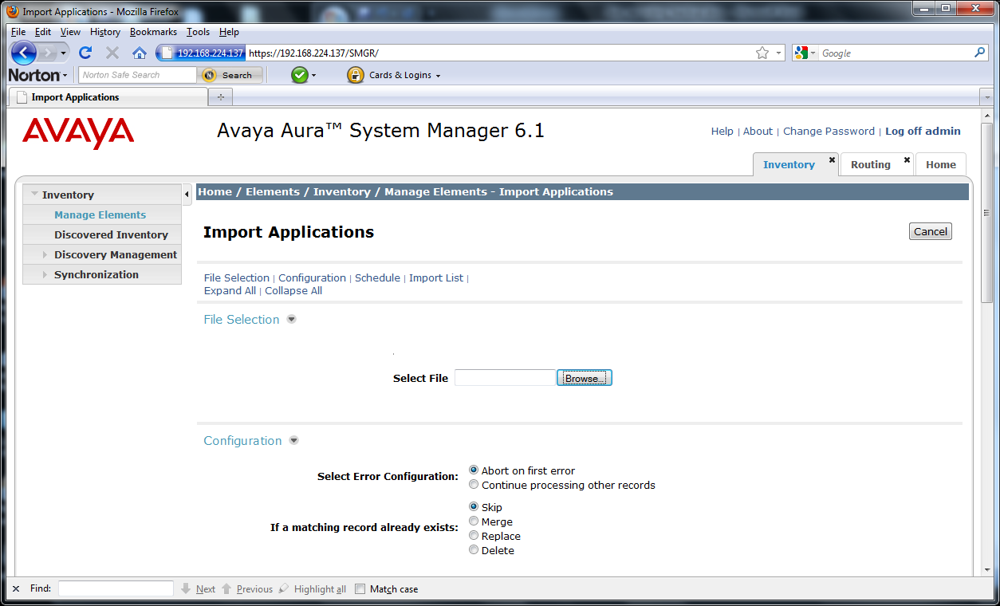 Import Applications - Mozilla Firefox
File Edit View History Bookmarks Tools Help
192.168.224.137 https://192.168.224.137/SMGR/ Google
Norton Norton Safe Search Search Cards & Logins
Import Applications
AVAYA Avaya Aura™ System Manager 6.1 Help | About | Change Password | Log off admin
Inventory Routing Home
Inventory
Manage Elements
Discovered Inventory
Discovery Management
Synchronization
Home / Elements / Inventory / Manage Elements - Import Applications
Import Applications Cancel
File Selection | Configuration | Schedule | Import List |
Expand All | Collapse All
File Selection
.
Select File Browse...
Configuration
Select Error Configuration: Abort on first error
Continue processing other records
If a matching record already exists: Skip
Merge
Replace
Delete
Find: Next Previous Highlight all Match case